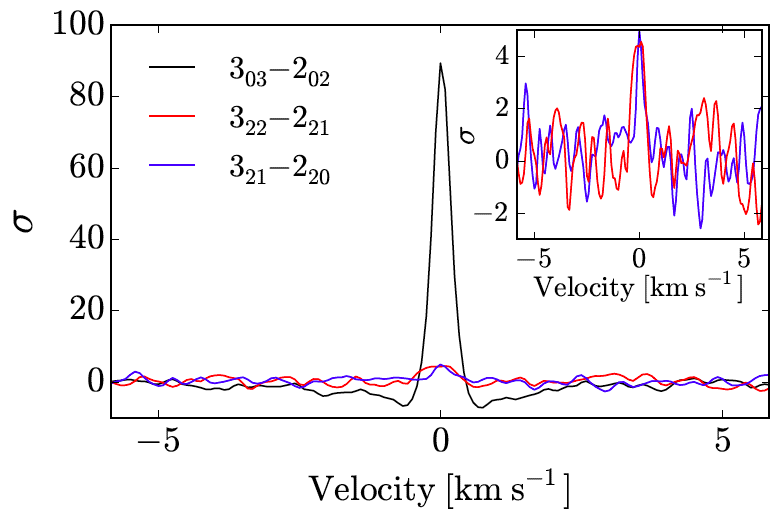 100
80
60
40
20
0
σ
3₀₃−2₀₂
3₂₂−2₂₁
3₂₁−2₂₀
4
2
0
−2
σ
−5 0 5
Velocity [km s⁻¹]
−5 0 5
Velocity [km s⁻¹]